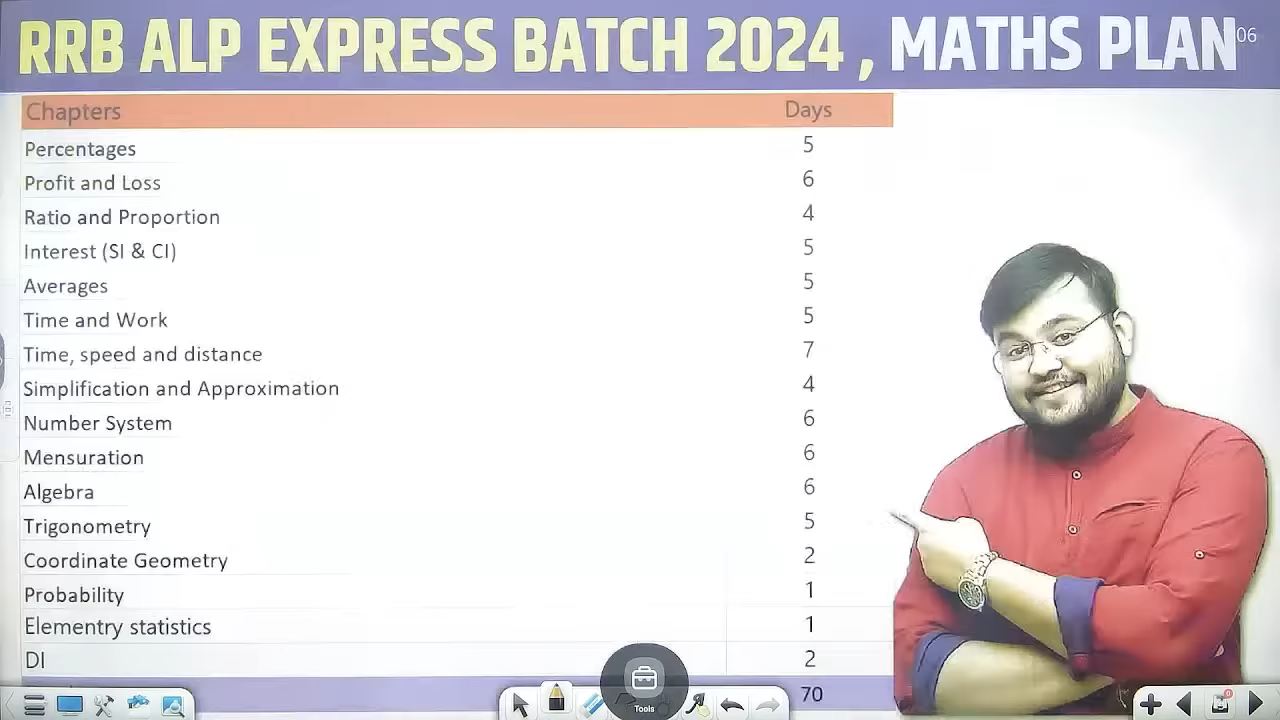 RRB ALP EXPRESS BATCH 2024 , MATHS PLAN
06
Chapters Days
Percentages 5
Profit and Loss 6
Ratio and Proportion 4
Interest (SI & CI) 5
Averages 5
Time and Work 5
Time, speed and distance 7
Simplification and Approximation 4
Number System 6
Mensuration 6
Algebra 6
Trigonometry 5
Coordinate Geometry 2
Probability 1
Elementry statistics 1
DI 2
70
Tools